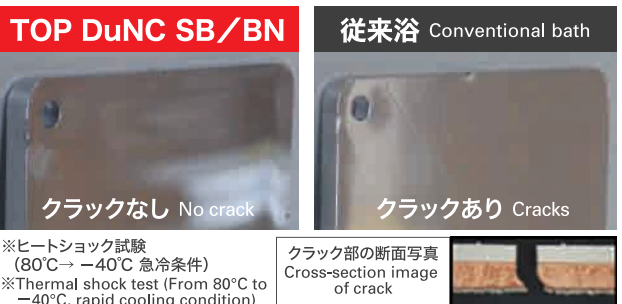 TOP DuNC SB／BN
従来浴 Conventional bath
クラックなし No crack
クラックあり Cracks
※ヒートショック試験
（80℃→ －40℃ 急冷条件）
※Thermal shock test (From 80°C to
－40°C, rapid cooling condition)
クラック部の断面写真
Cross-section image
of crack